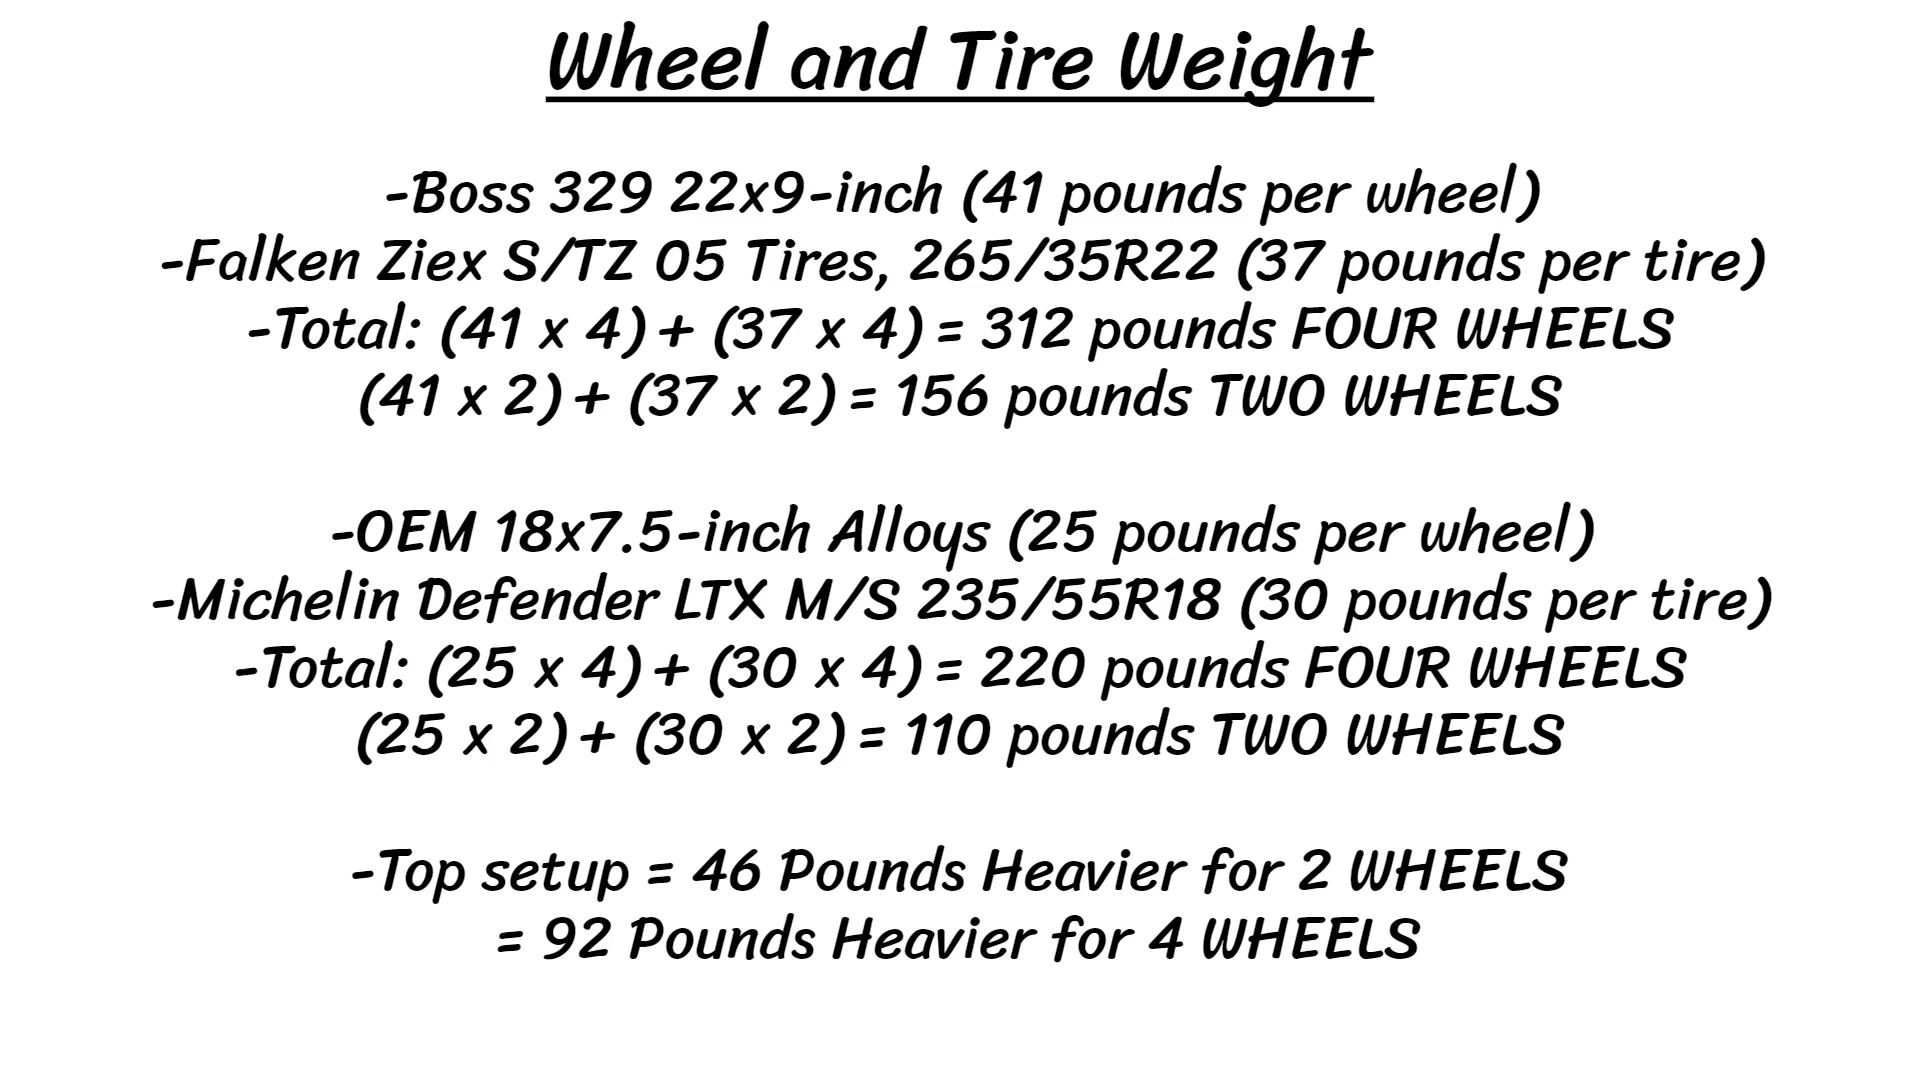 Wheel and Tire Weight
-Boss 329 22x9-inch (41 pounds per wheel)
-Falken Ziex S/TZ 05 Tires, 265/35R22 (37 pounds per tire)
-Total: (41 x 4) + (37 x 4) = 312 pounds FOUR WHEELS
(41 x 2) + (37 x 2) = 156 pounds TWO WHEELS
-OEM 18x7.5-inch Alloys (25 pounds per wheel)
-Michelin Defender LTX M/S 235/55R18 (30 pounds per tire)
-Total: (25 x 4) + (30 x 4) = 220 pounds FOUR WHEELS
(25 x 2) + (30 x 2) = 110 pounds TWO WHEELS
-Top setup = 46 Pounds Heavier for 2 WHEELS
= 92 Pounds Heavier for 4 WHEELS